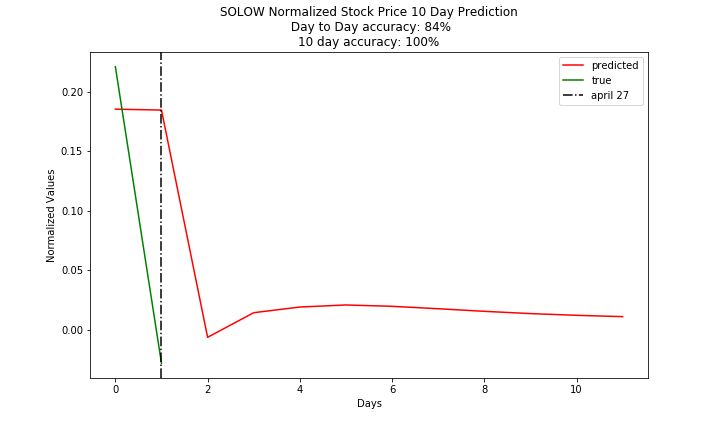 SOLOW Normalized Stock Price 10 Day Prediction
Day to Day accuracy: 84%
10 day accuracy: 100%
predicted
true
april 27
Normalized Values
0.20
0.15
0.10
0.05
0.00
0 2 4 6 8 10
Days